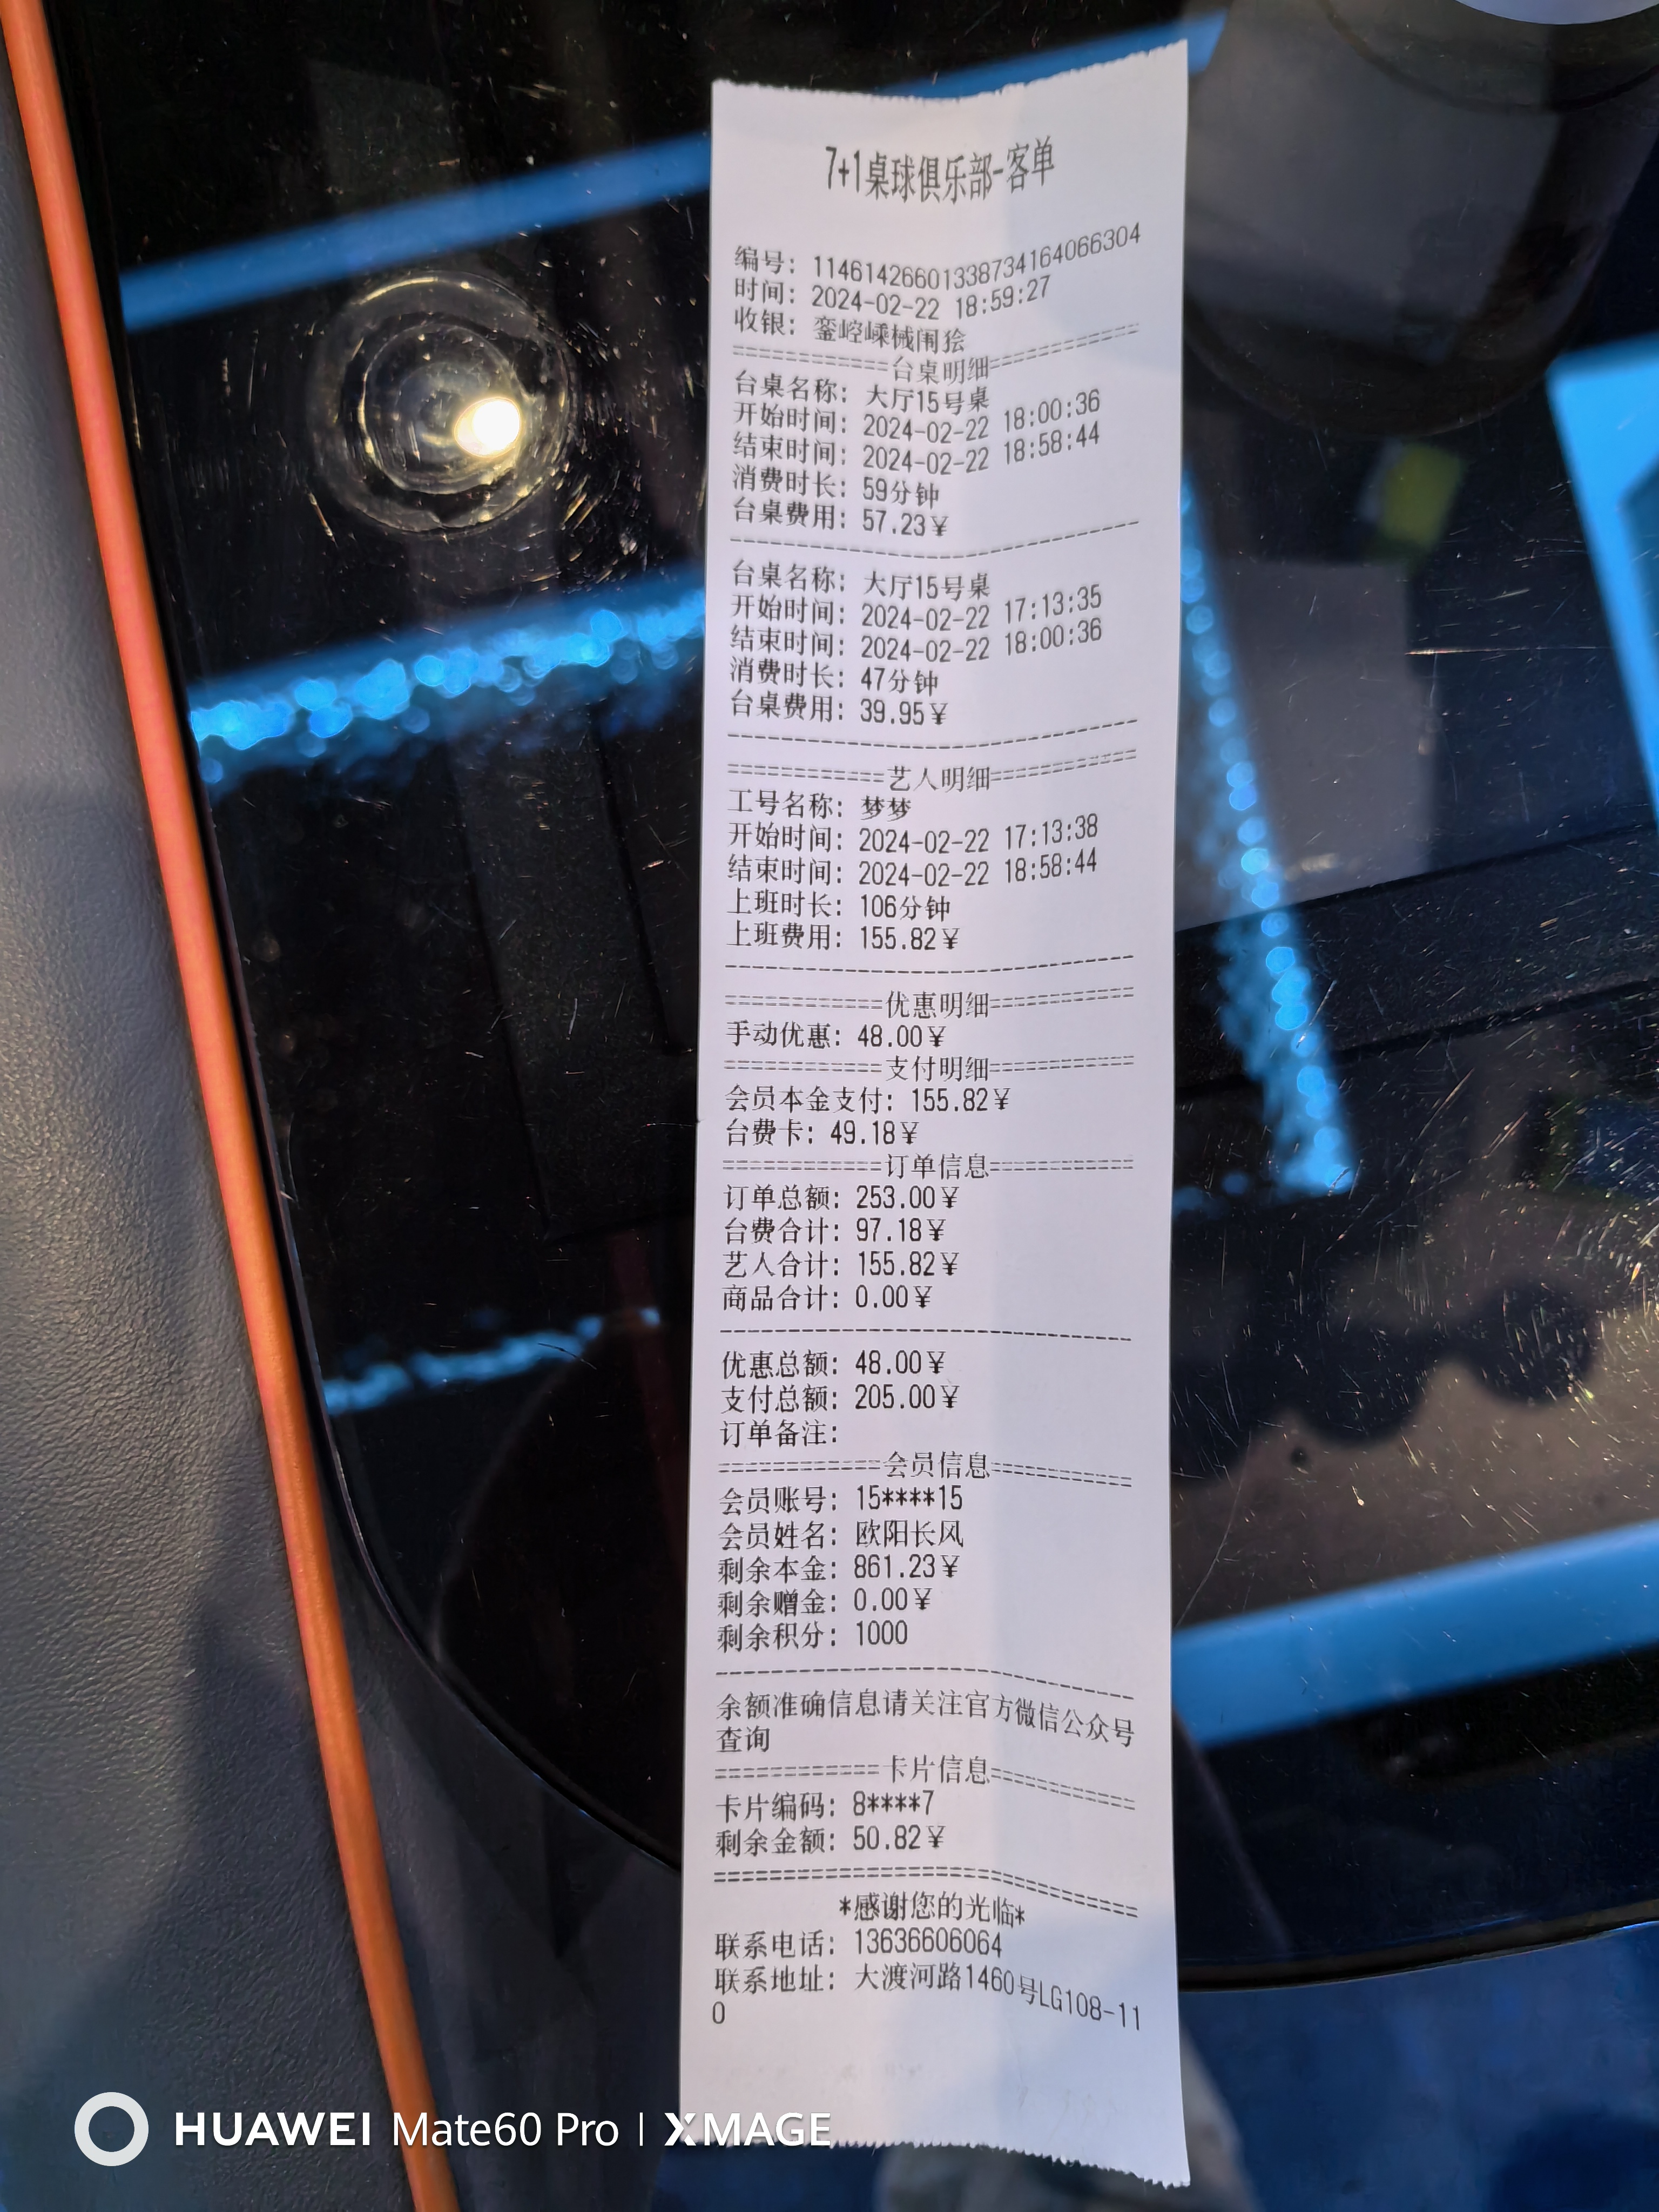 7+1桌球俱乐部-客单
编号: 1146142660133873416​4066304
时间: 2024-02-22 18:59:27
收银: 銮崆嵊械闱狯
============台桌明细============
台桌名称: 大厅15号桌
开始时间: 2024-02-22 18:00:36
结束时间: 2024-02-22 18:58:44
消费时长: 59分钟
台桌费用: 57.23¥
--------------------------------
台桌名称: 大厅15号桌
开始时间: 2024-02-22 17:13:35
结束时间: 2024-02-22 18:00:36
消费时长: 47分钟
台桌费用: 39.95¥
--------------------------------
============艺人明细============
工号名称: 梦梦
开始时间: 2024-02-22 17:13:38
结束时间: 2024-02-22 18:58:44
上班时长: 106分钟
上班费用: 155.82¥
--------------------------------
============优惠明细============
手动优惠: 48.00¥
============支付明细============
会员本金支付: 155.82¥
台费卡: 49.18¥
============订单信息============
订单总额: 253.00¥
台费合计: 97.18¥
艺人合计: 155.82¥
商品合计: 0.00¥
--------------------------------
优惠总额: 48.00¥
支付总额: 205.00¥
订单备注:
============会员信息============
会员账号: 15****15
会员姓名: 欧阳长风
剩余本金: 861.23¥
剩余赠金: 0.00¥
剩余积分: 1000
--------------------------------
余额准确信息请关注官方微信公众号
查询
============卡片信息============
卡片编码: 8****7
剩余金额: 50.82¥
================================
*感谢您的光临*
联系电话: 13636606064
联系地址: 大渡河路1460号LG108-11
0
HUAWEI Mate60 Pro | XMAGE